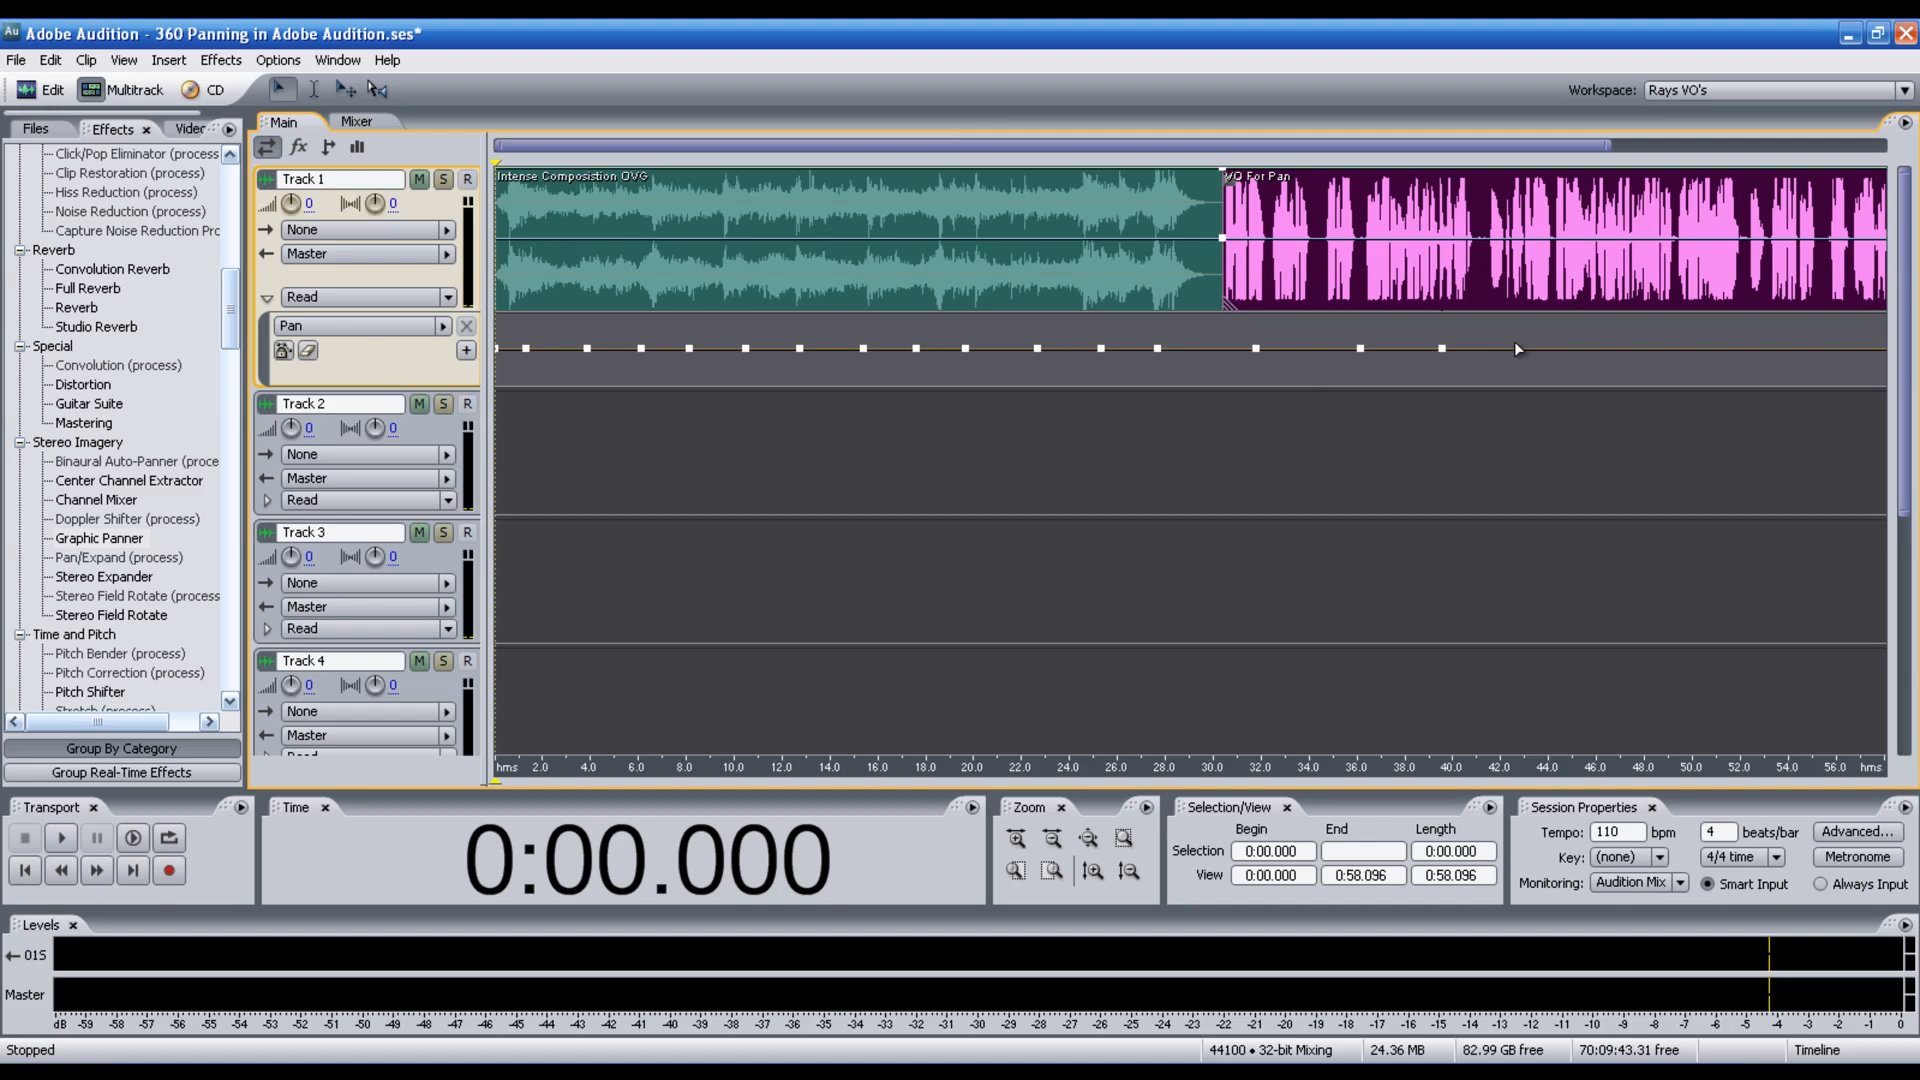 Adobe Audition - 360 Panning in Adobe Audition.ses*
File Edit Clip View Insert Effects Options Window Help
Edit Multitrack CD Workspace: Rays VO's
Files Effects Main Mixer
Click/Pop Eliminator (process
Clip Restoration (process)
Hiss Reduction (process)
Noise Reduction (process)
Capture Noise Reduction Prc
Reverb
Convolution Reverb
Full Reverb
Reverb
Studio Reverb
Special
Convolution (process)
Distortion
Guitar Suite
Mastering
Stereo Imagery
Binaural Auto-Panner (proce
Center Channel Extractor
Channel Mixer
Doppler Shifter (process)
Graphic Panner
Pan/Expand (process)
Stereo Expander
Stereo Field Rotate (process
Stereo Field Rotate
Time and Pitch
Pitch Bender (process)
Pitch Correction (process)
Pitch Shifter
Stretch (process)
Group By Category
Group Real-Time Effects
Track 1 M S R
0 0
None
Master
Read
Pan
Intense Composistion OVG
VO For Pan
Track 2 M S R
0 0
None
Master
Read
Track 3 M S R
0 0
None
Master
Read
Track 4 M S R
0 0
None
Master
hms 2.0 4.0 6.0 8.0 10.0 12.0 14.0 16.0 18.0 20.0 22.0 24.0 26.0 28.0 30.0 32.0 34.0 36.0 38.0 40.0 42.0 44.0 46.0 48.0 50.0 52.0 54.0 56.0 hms
Transport
Time
0:00.000
Zoom
Selection/View
Begin End Length
Selection 0:00.000 0:00.000
View 0:00.000 0:58.096 0:58.096
Session Properties
Tempo: 110 bpm 4 beats/bar Advanced...
Key: (none) 4/4 time Metronome
Monitoring: Audition Mix Smart Input Always Input
Levels
01S
Master
dB -59 -58 -57 -56 -55 -54 -53 -52 -51 -50 -49 -48 -47 -46 -45 -44 -43 -42 -41 -40 -39 -38 -37 -36 -35 -34 -33 -32 -31 -30 -29 -28 -27 -26 -25 -24 -23 -22 -21 -20 -19 -18 -17 -16 -15 -14 -13 -12 -11 -10 -9 -8 -7 -6 -5 -4 -3 -2 -1 0
Stopped 44100 • 32-bit Mixing 24.36 MB 82.99 GB free 70:09:43.31 free Timeline